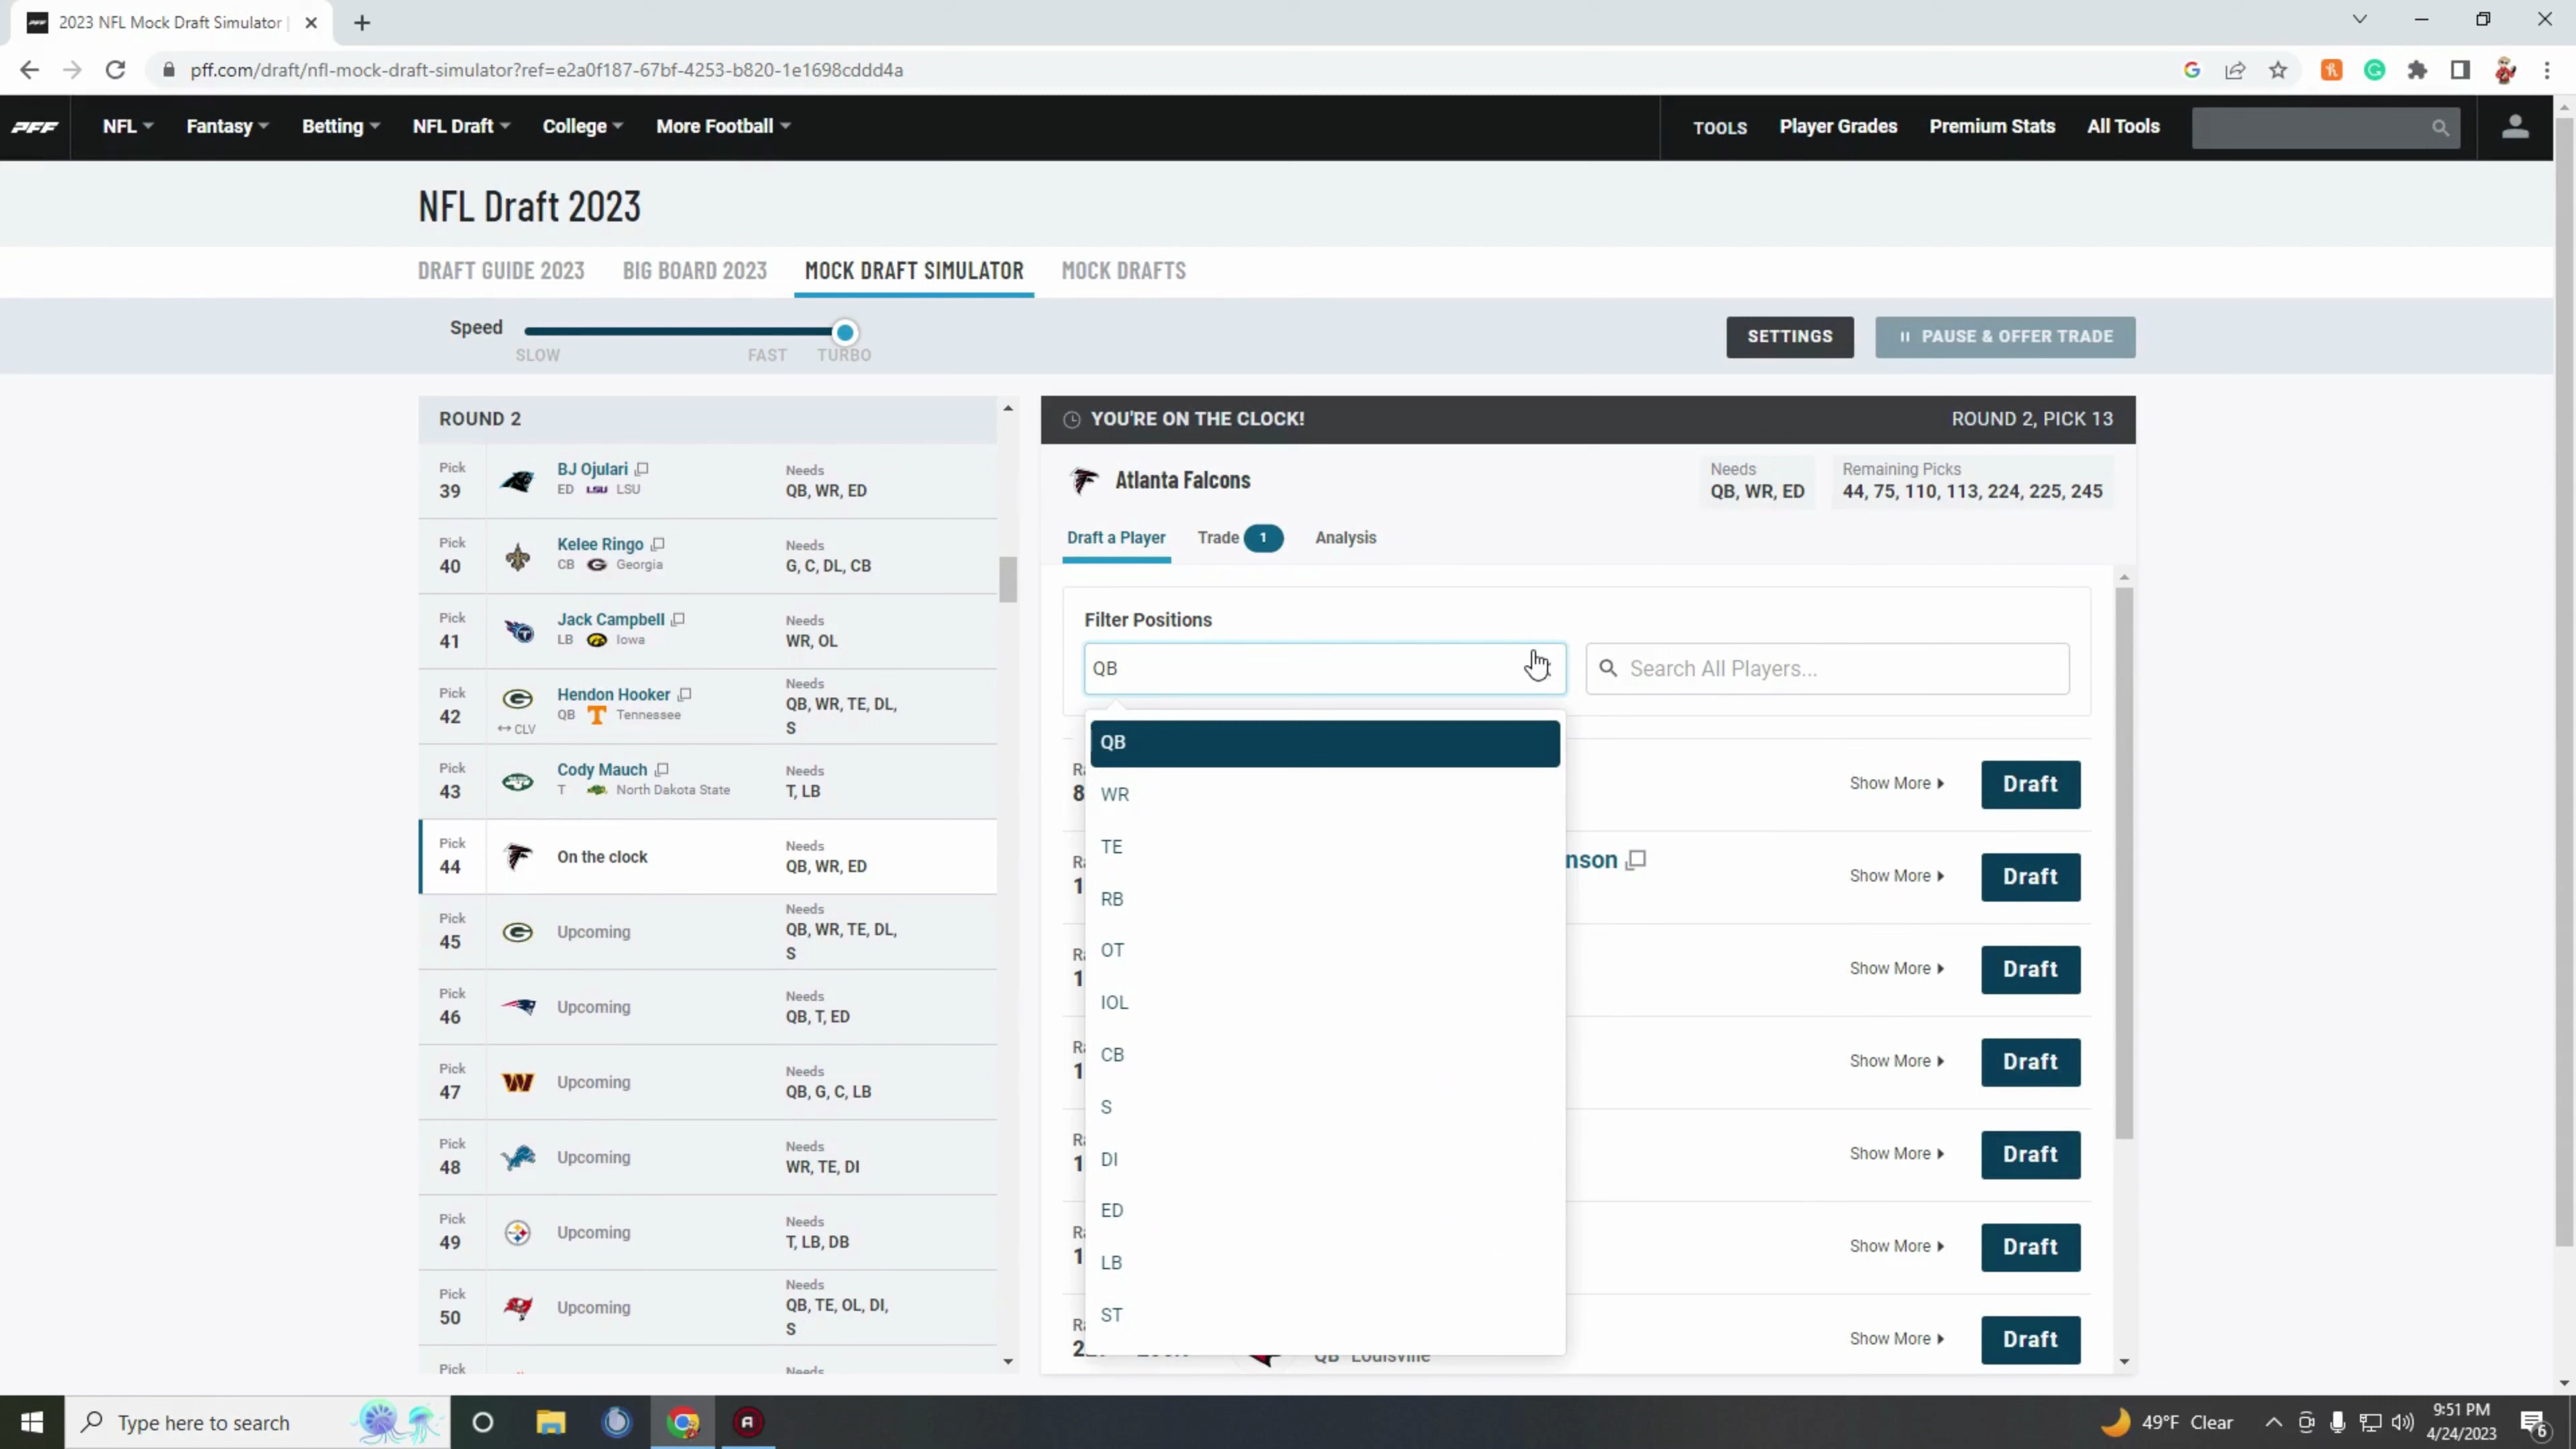 2023 NFL Mock Draft Simulator |
pff.com/draft/nfl-mock-draft-simulator?ref=e2a0f187-67bf-4253-b820-1e1698cddd4a
PFF NFL Fantasy Betting NFL Draft College More Football TOOLS Player Grades Premium Stats All Tools
NFL Draft 2023
DRAFT GUIDE 2023 BIG BOARD 2023 MOCK DRAFT SIMULATOR MOCK DRAFTS
Speed
SLOW FAST TURBO
SETTINGS PAUSE & OFFER TRADE
ROUND 2
Pick 39 BJ Ojulari Needs
ED LSU LSU QB, WR, ED
Pick 40 Kelee Ringo Needs
CB Georgia G, C, DL, CB
Pick 41 Jack Campbell Needs
LB Iowa WR, OL
Pick 42 Hendon Hooker Needs
QB Tennessee QB, WR, TE, DL,
↔ CLV S
Pick 43 Cody Mauch Needs
T North Dakota State T, LB
Pick 44 On the clock Needs
QB, WR, ED
Pick 45 Upcoming Needs
QB, WR, TE, DL,
S
Pick 46 Upcoming Needs
QB, T, ED
Pick 47 Upcoming Needs
QB, G, C, LB
Pick 48 Upcoming Needs
WR, TE, DI
Pick 49 Upcoming Needs
T, LB, DB
Pick 50 Upcoming Needs
QB, TE, OL, DI,
S
Pick Needs
YOU'RE ON THE CLOCK! ROUND 2, PICK 13
Atlanta Falcons
Needs
QB, WR, ED
Remaining Picks
44, 75, 110, 113, 224, 225, 245
Draft a Player Trade 1 Analysis
Filter Positions
QB Search All Players...
QB
WR
TE
RB
OT
IOL
CB
S
DI
ED
LB
ST
8 Show More Draft
nson
1 Show More Draft
1 Show More Draft
1 Show More Draft
1 Show More Draft
1 Show More Draft
Show More Draft
QB Louisville
Type here to search
49°F Clear
9:51 PM
4/24/2023
6